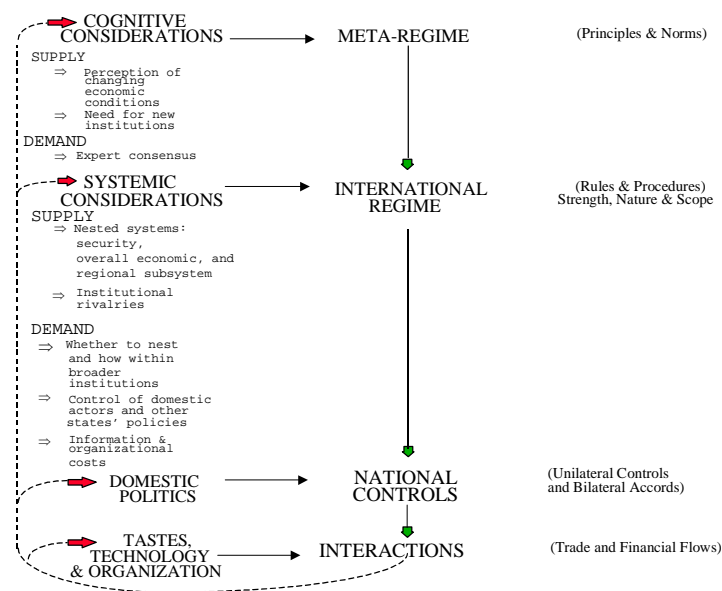 COGNITIVE
CONSIDERATIONS
META-REGIME
(Principles & Norms)
SUPPLY
⇒ Perception of
changing
economic
conditions
⇒ Need for new
institutions
DEMAND
⇒ Expert consensus
SYSTEMIC
CONSIDERATIONS
INTERNATIONAL
REGIME
(Rules & Procedures)
Strength, Nature & Scope
SUPPLY
⇒ Nested systems:
security,
overall economic, and
regional subsystem
⇒ Institutional
rivalries
DEMAND
⇒ Whether to nest
and how within
broader
institutions
⇒ Control of domestic
actors and other
states’ policies
⇒ Information &
organizational
costs
DOMESTIC
POLITICS
NATIONAL
CONTROLS
(Unilateral Controls
and Bilateral Accords)
TASTES,
TECHNOLOGY
& ORGANIZATION
INTERACTIONS
(Trade and Financial Flows)